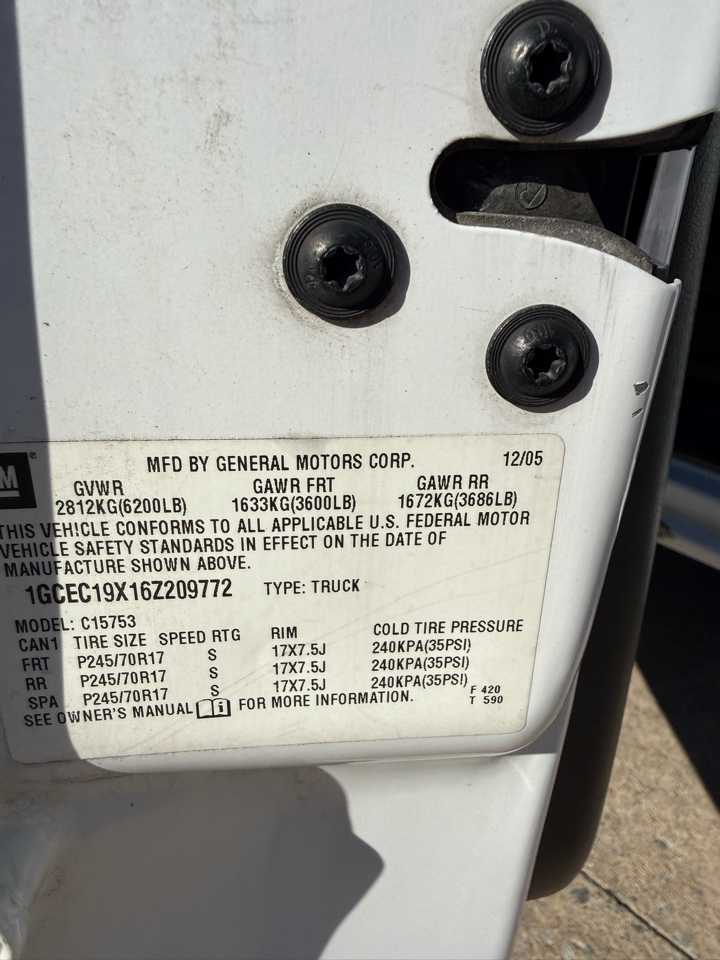 MFD BY GENERAL MOTORS CORP. 12/05
GVWR GAWR FRT GAWR RR
2812KG(6200LB) 1633KG(3600LB) 1672KG(3686LB)
THIS VEHICLE CONFORMS TO ALL APPLICABLE U.S. FEDERAL MOTOR
VEHICLE SAFETY STANDARDS IN EFFECT ON THE DATE OF
MANUFACTURE SHOWN ABOVE.
1GCEC19X16Z209772 TYPE: TRUCK
MODEL: C15753
CAN1 TIRE SIZE SPEED RTG RIM COLD TIRE PRESSURE
FRT P245/70R17 S 17X7.5J 240KPA(35PSI)
RR P245/70R17 S 17X7.5J 240KPA(35PSI)
SPA P245/70R17 S 17X7.5J 240KPA(35PSI)
SEE OWNER'S MANUAL FOR MORE INFORMATION. F 420
T 590